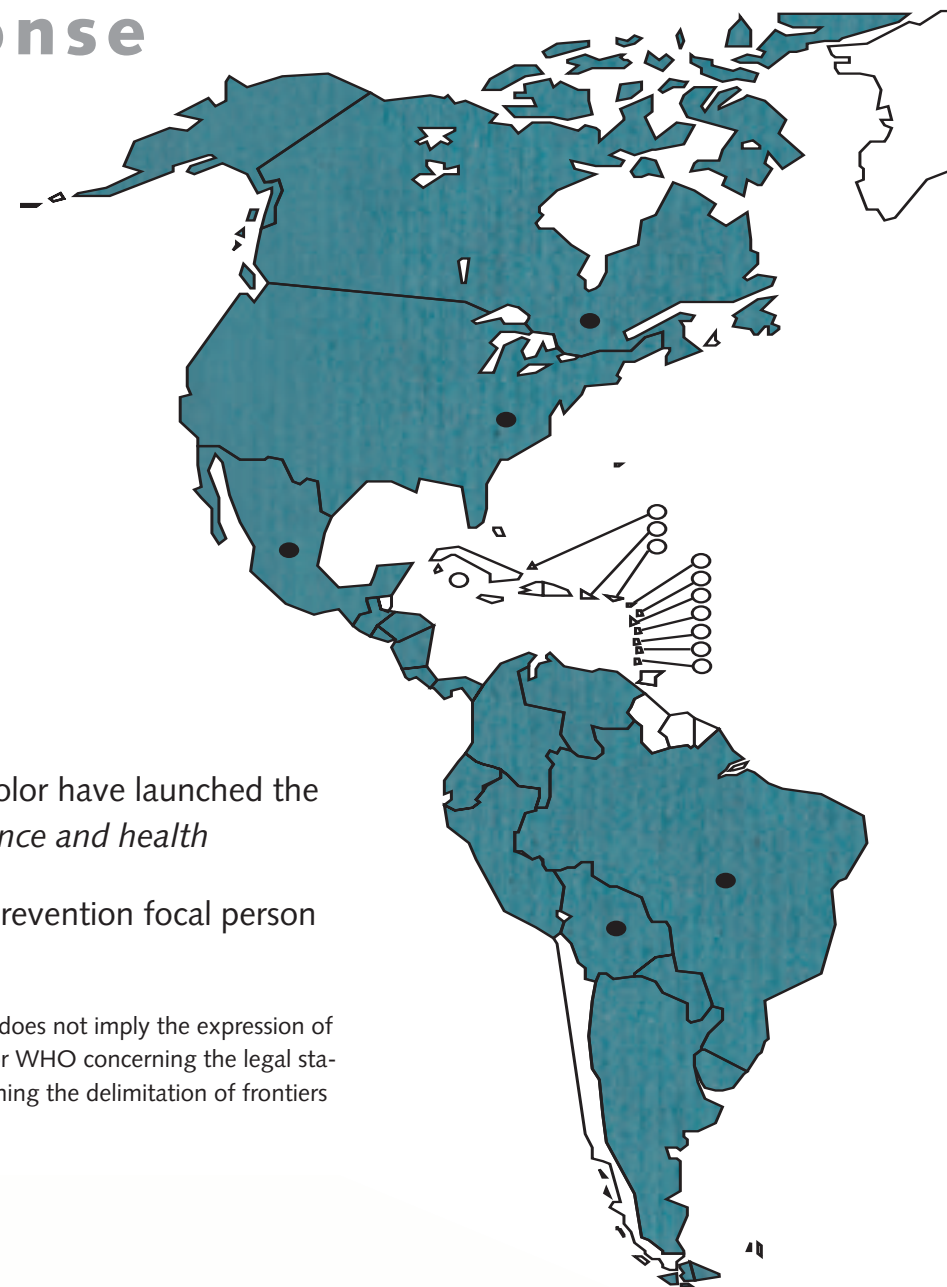 onse
olor have launched the
nce and health
revention focal person
does not imply the expression of
r WHO concerning the legal sta-
ning the delimitation of frontiers